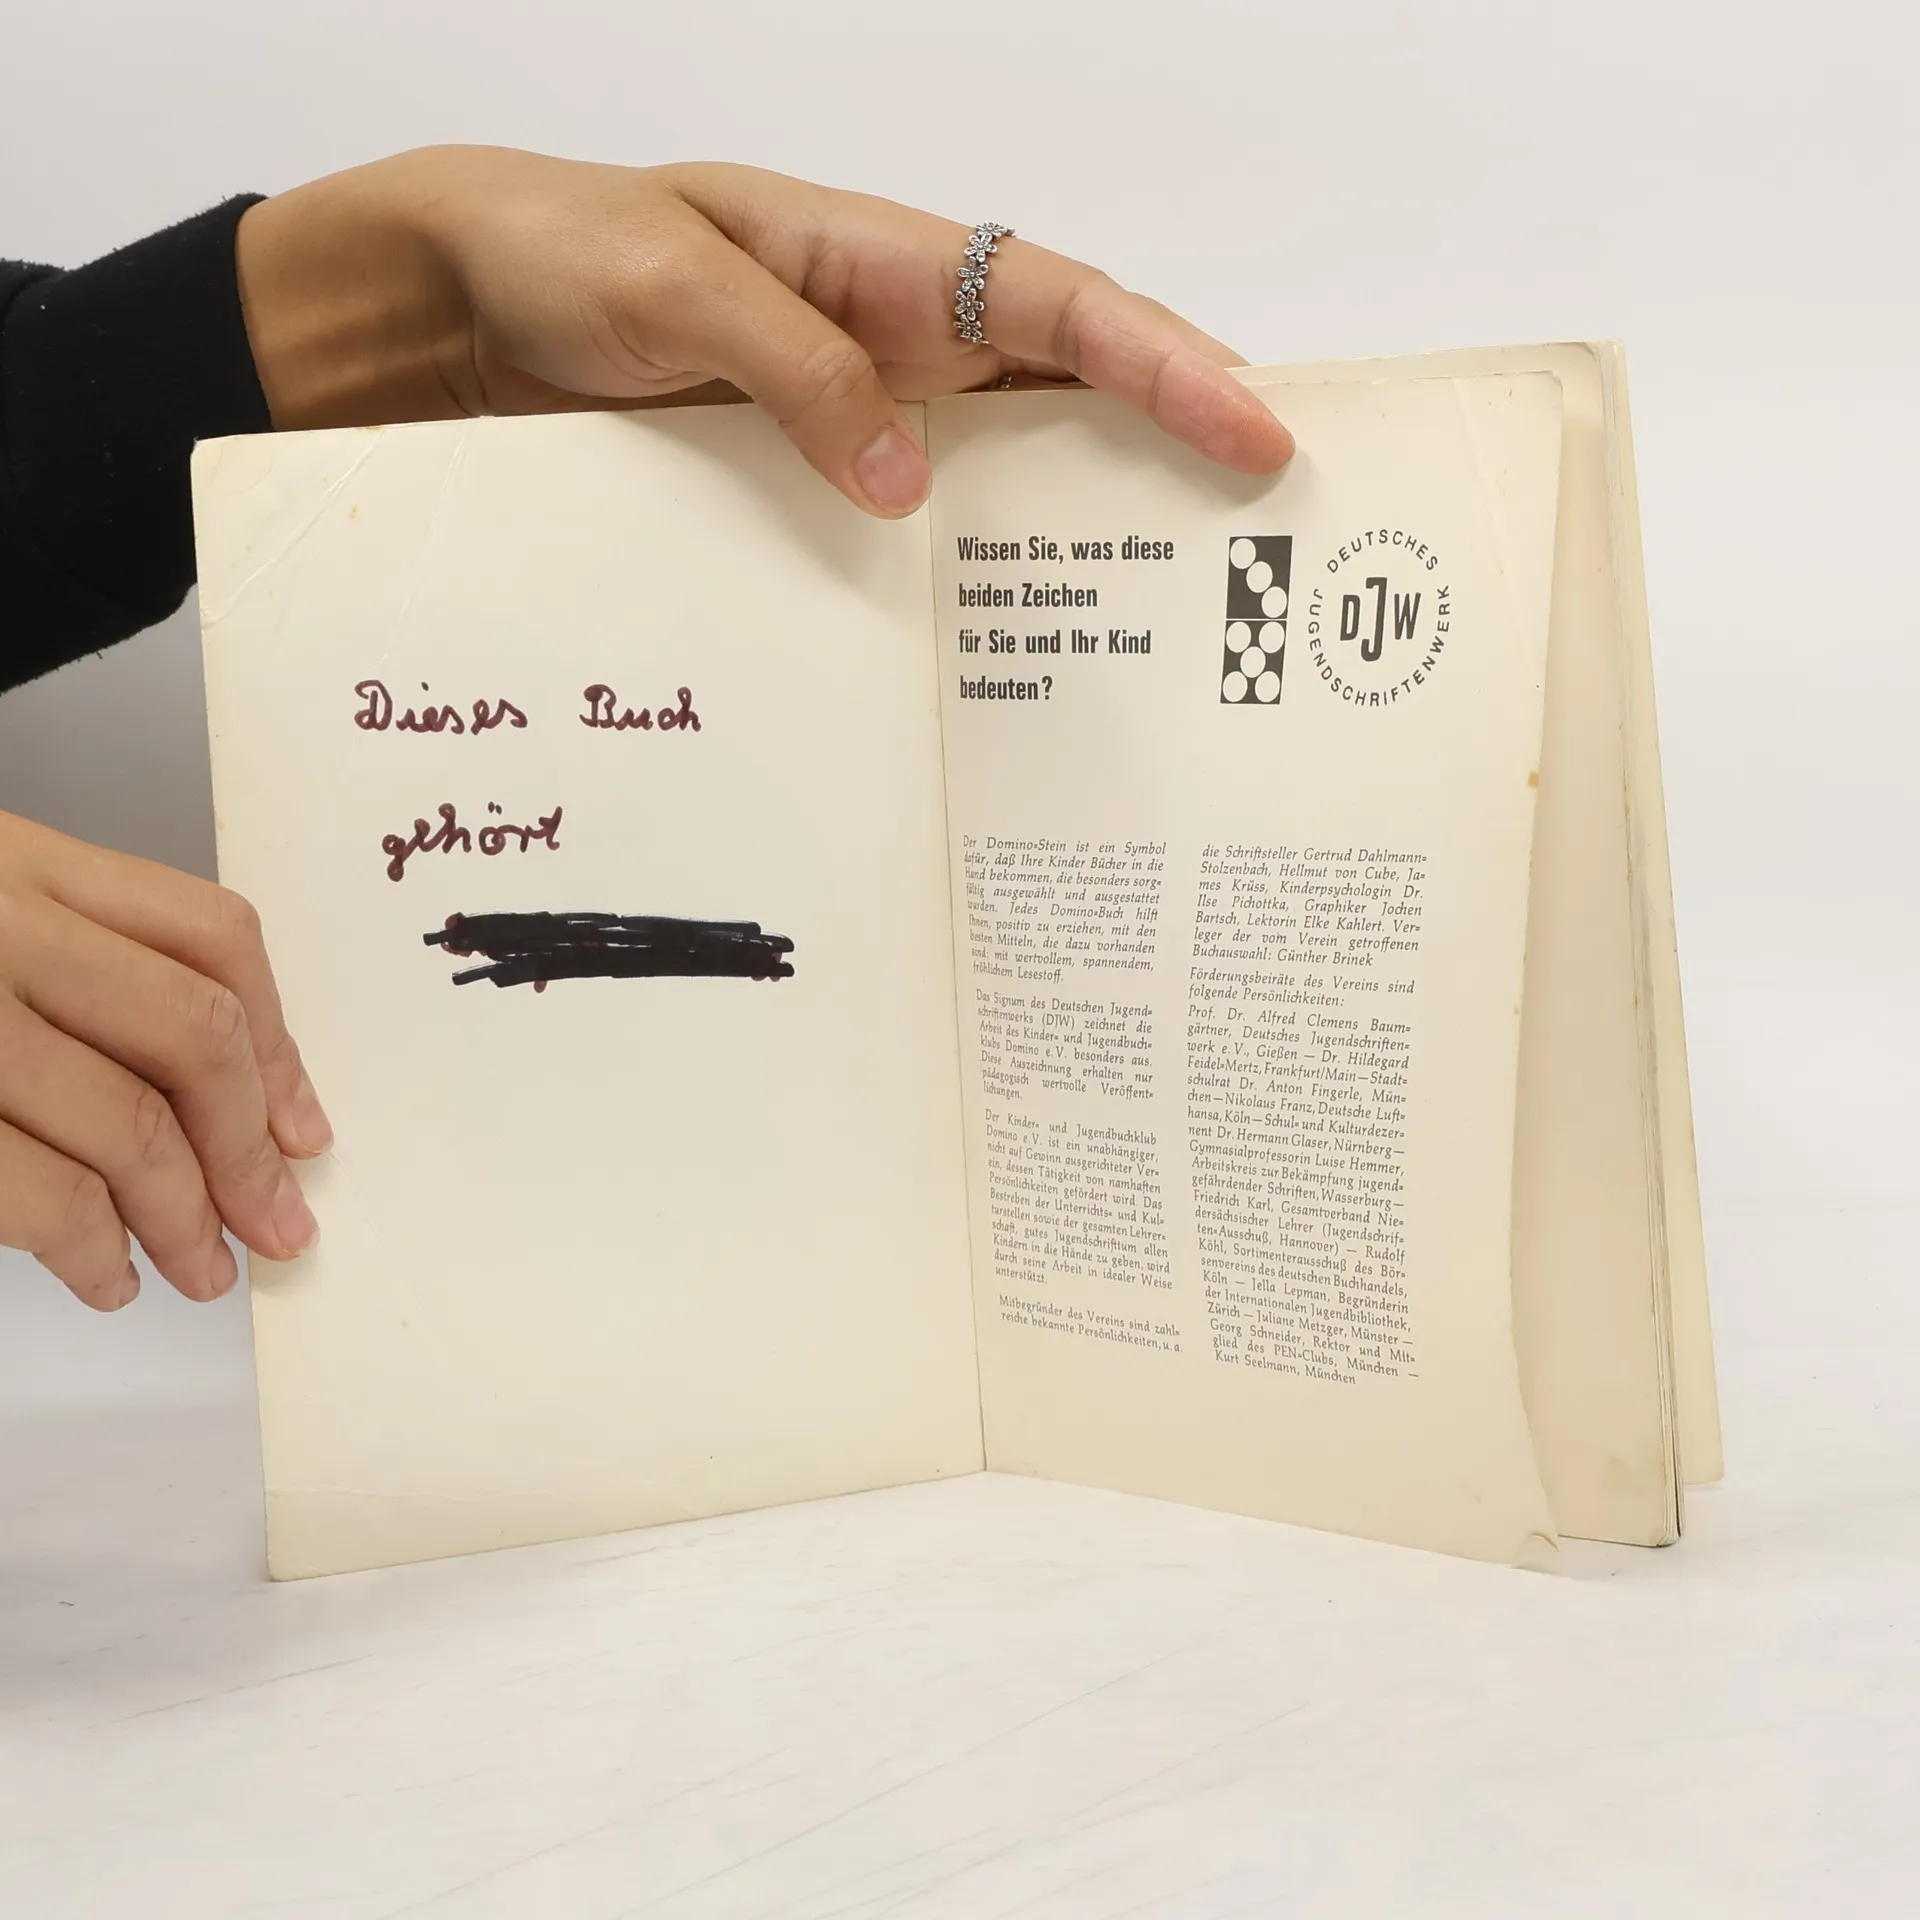 Dieses Buch
gehört
Wissen Sie, was diese
beiden Zeichen
für Sie und Ihr Kind
bedeuten?
DEUTSCHES
JUGENDSCHRIFTENWERK
DJW
Der Domino=Stein ist ein Symbol
dafür, daß Ihre Kinder Bücher in die
Hand bekommen, die besonders sorg=
fältig ausgewählt und ausgestattet
wurden. Jedes Domino=Buch hilft
Ihnen, positiv zu erziehen, mit den
besten Mitteln, die dazu vorhanden
sind: mit wertvollem, spannendem,
fröhlichem Lesestoff.
Das Signum des Deutschen Jugend=
schriftenwerks (DJW) zeichnet die
Arbeit des Kinder= und Jugendbuch=
klubs Domino e. V. besonders aus.
Diese Auszeichnung erhalten nur
pädagogisch wertvolle Veröffent=
lichungen.
Der Kinder= und Jugendbuchklub
Domino e. V. ist ein unabhängiger,
nicht auf Gewinn ausgerichteter Ver=
ein, dessen Tätigkeit von namhaften
Persönlichkeiten gefördert wird. Das
Bestreben der Unterrichts= und Kul=
turstellen sowie der gesamten Lehrer=
schaft, gutes Jugendschrifttum allen
Kindern in die Hände zu geben, wird
durch seine Arbeit in idealer Weise
unterstützt.
Mitbegründer des Vereins sind zahl=
reiche bekannte Persönlichkeiten, u. a.
die Schriftsteller Gertrud Dahlmann=
Stolzenbach, Hellmut von Cube, Ja=
mes Krüss, Kinderpsychologin Dr.
Ilse Pichottka, Graphiker Jochen
Bartsch, Lektorin Elke Kahlert. Ver=
leger der vom Verein getroffenen
Buchauswahl: Günther Brinek
Förderungsbeiräte des Vereins sind
folgende Persönlichkeiten:
Prof. Dr. Alfred Clemens Baum=
gärtner, Deutsches Jugendschriften=
werk e. V., Gießen — Dr. Hildegard
Feidel=Mertz, Frankfurt/Main — Stadt=
schulrat Dr. Anton Fingerle, Mün=
chen — Nikolaus Franz, Deutsche Luft=
hansa, Köln — Schul= und Kulturdezer=
nent Dr. Hermann Glaser, Nürnberg —
Gymnasialprofessorin Luise Hemmer,
Arbeitskreis zur Bekämpfung jugend=
gefährdender Schriften, Wasserburg —
Friedrich Karl, Gesamtverband Nie=
dersächsischer Lehrer (Jugendschrif=
ten=Ausschuß, Hannover) — Rudolf
Köhl, Sortimenterausschuß des Bör=
senvereins des deutschen Buchhandels,
Köln — Jella Lepman, Begründerin
der Internationalen Jugendbibliothek,
Zürich — Juliane Metzger, Münster —
Georg Schneider, Rektor und Mit=
glied des PEN=Clubs, München —
Kurt Seelmann, München